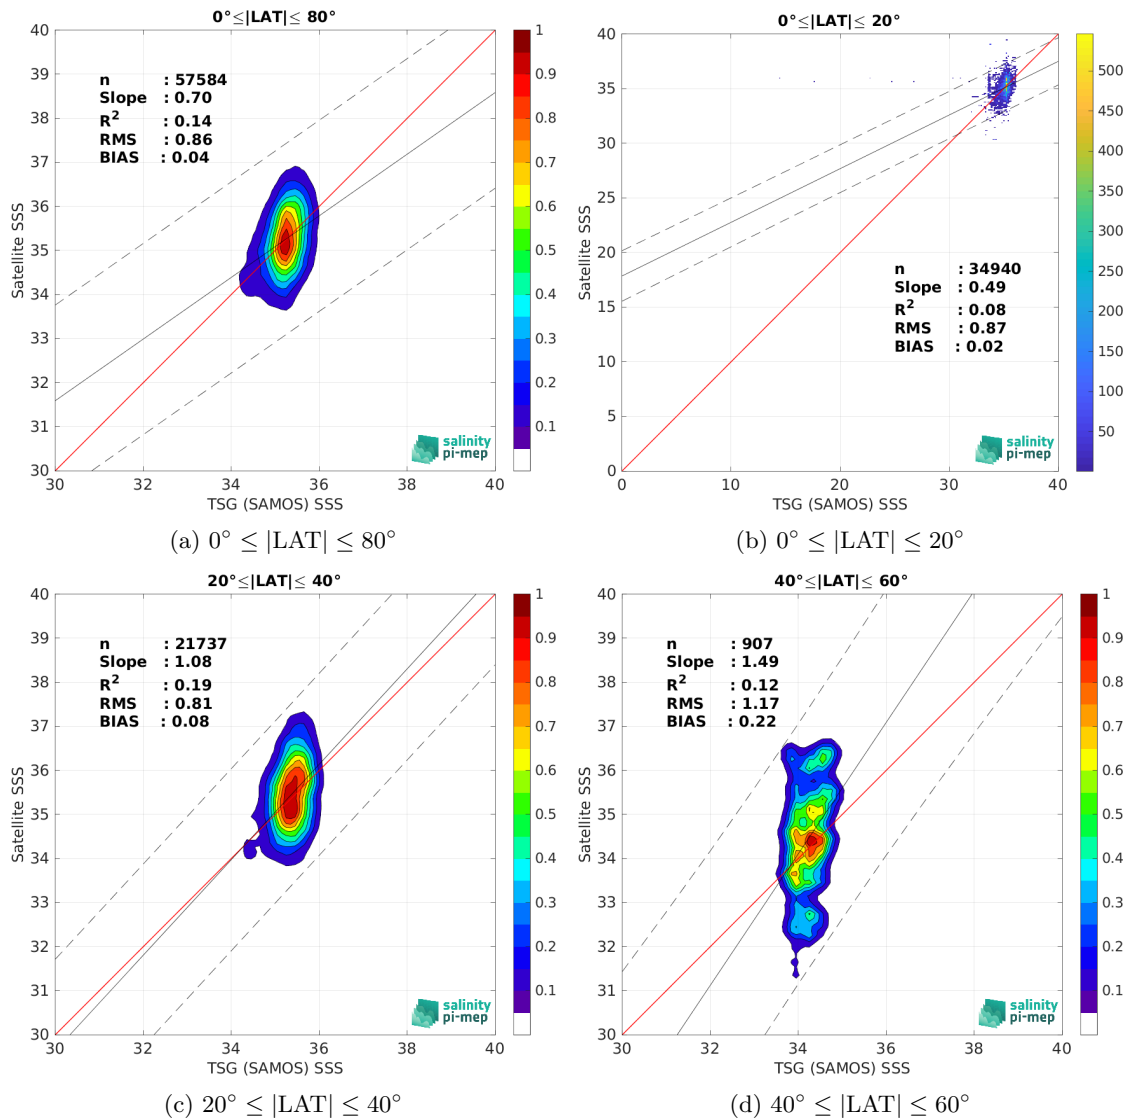 0°≤|LAT|≤ 80°
40
39
38
37
36
35
34
33
32
31
30
Satellite SSS
n : 57584
Slope : 0.70
R² : 0.14
RMS : 0.86
BIAS : 0.04
salinity
pi-mep
30 32 34 36 38 40
TSG (SAMOS) SSS
1
0.9
0.8
0.7
0.6
0.5
0.4
0.3
0.2
0.1
(a) 0° ≤ |LAT| ≤ 80°
0°≤|LAT|≤ 20°
40
35
30
25
20
15
10
5
0
Satellite SSS
n : 34940
Slope : 0.49
R² : 0.08
RMS : 0.87
BIAS : 0.02
salinity
pi-mep
0 10 20 30 40
TSG (SAMOS) SSS
500
450
400
350
300
250
200
150
100
50
(b) 0° ≤ |LAT| ≤ 20°
20°≤|LAT|≤ 40°
40
39
38
37
36
35
34
33
32
31
30
Satellite SSS
n : 21737
Slope : 1.08
R² : 0.19
RMS : 0.81
BIAS : 0.08
salinity
pi-mep
30 32 34 36 38 40
TSG (SAMOS) SSS
1
0.9
0.8
0.7
0.6
0.5
0.4
0.3
0.2
0.1
(c) 20° ≤ |LAT| ≤ 40°
40°≤|LAT|≤ 60°
40
39
38
37
36
35
34
33
32
31
30
Satellite SSS
n : 907
Slope : 1.49
R² : 0.12
RMS : 1.17
BIAS : 0.22
salinity
pi-mep
30 32 34 36 38 40
TSG (SAMOS) SSS
1
0.9
0.8
0.7
0.6
0.5
0.4
0.3
0.2
0.1
(d) 40° ≤ |LAT| ≤ 60°